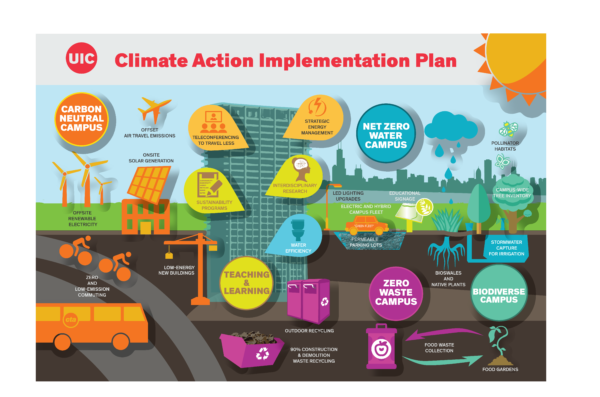 UIC
Climate Action Implementation Plan
CARBON
NEUTRAL
CAMPUS
OFFSET
AIR TRAVEL EMISSIONS
TELECONFERENCING
TO TRAVEL LESS
STRATEGIC
ENERGY
MANAGEMENT
NET ZERO
WATER
CAMPUS
POLLINATOR
HABITATS
ONSITE
SOLAR GENERATION
SUSTAINABILITY
PROGRAMS
INTERDISCIPLINARY
RESEARCH
LED LIGHTING
UPGRADES
EDUCATIONAL
SIGNAGE
CAMPUS WIDE
TREE INVENTORY
ELECTRIC AND HYBRID
CAMPUS FLEET
OFFSITE
RENEWABLE
ELECTRICITY
WATER
EFFICIENCY
PERMEABLE
PARKING LOTS
STORMWATER
CAPTURE
FOR IRRIGATION
ZERO
AND
LOW-EMISSION
COMMUTING
LOW-ENERGY
NEW BUILDINGS
TEACHING
&
LEARNING
ZERO
WASTE
CAMPUS
BIOSWALES
AND
NATIVE PLANTS
BIODIVERSE
CAMPUS
OUTDOOR RECYCLING
90% CONSTRUCTION
& DEMOLITION
WASTE RECYCLING
FOOD WASTE
COLLECTION
FOOD GARDENS